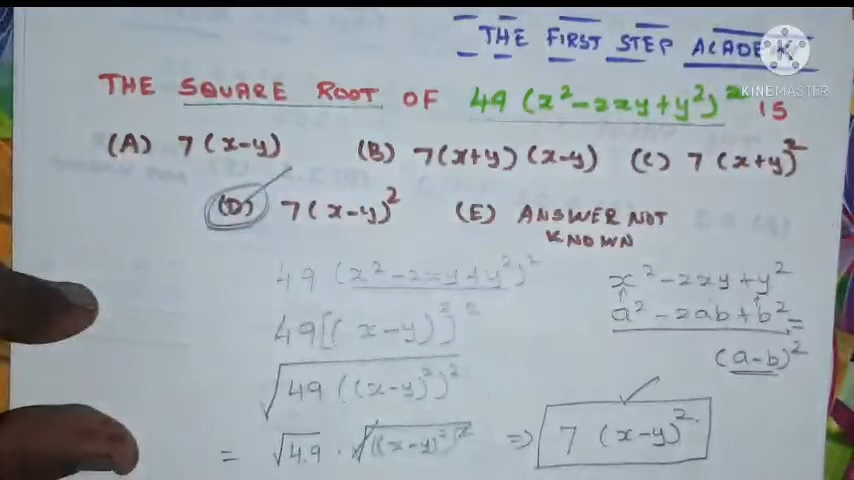 THE FIRST STEP ACADE
KINEMASTER
THE SQUARE ROOT OF 49 (x² - 2xy + y²)² IS
(A) 7 (x-y) (B) 7(x+y) (x-y) (C) 7 (x+y)²
(D) 7 (x-y)² (E) ANSWER NOT
KNOWN
49 (x² - 2xy + y²)²
x² - 2xy + y²
49[(x-y)²]²
a² - 2ab + b² =
(a-b)²
√49 ((x-y)²)²
= √49 · √((x-y)²)² ⇒ 7 (x-y)²